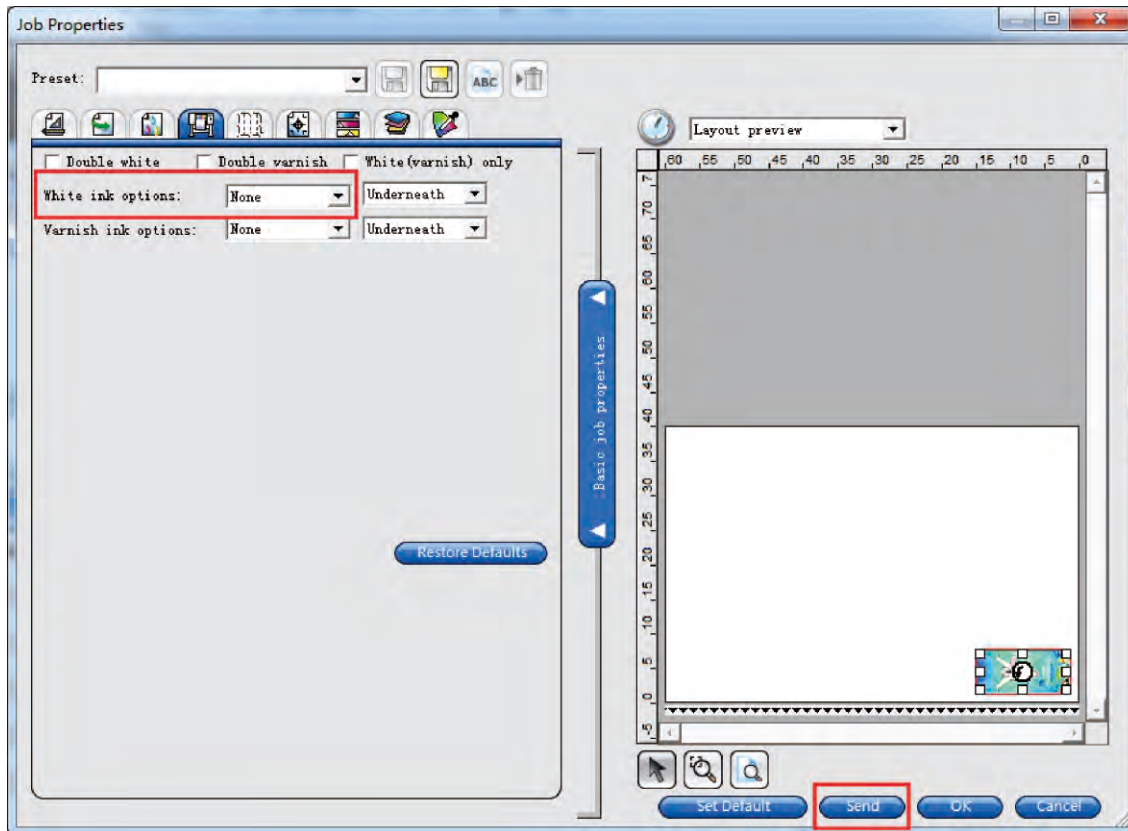 Job Properties
Preset:
ABC
Double white Double varnish White(varnish) only
White ink options: None Underneath
Varnish ink options: None Underneath
Restore Defaults
Basic job properties
Layout preview
60 55 50 45 40 35 30 25 20 15 10 5 0
7
70
65
60
55
50
45
40
35
30
25
20
15
10
5
0
-5
Set Default Send OK Cancel